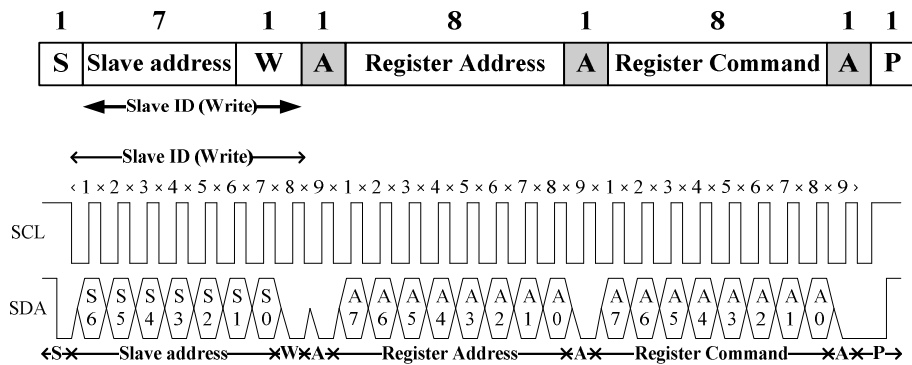 1 7 1 1 8 1 8 1 1
S Slave address W A Register Address A Register Command A P
Slave ID (Write)
Slave ID (Write)
1 × 2 × 3 × 4 × 5 × 6 × 7 × 8 × 9 × 1 × 2 × 3 × 4 × 5 × 6 × 7 × 8 × 9 × 1 × 2 × 3 × 4 × 5 × 6 × 7 × 8 × 9
SCL
SDA
S S S S S S S A A A A A A A A A A A A A A A A
6 5 4 3 2 1 0 7 6 5 4 3 2 1 0 7 6 5 4 3 2 1 0
S Slave address W A Register Address A Register Command A P